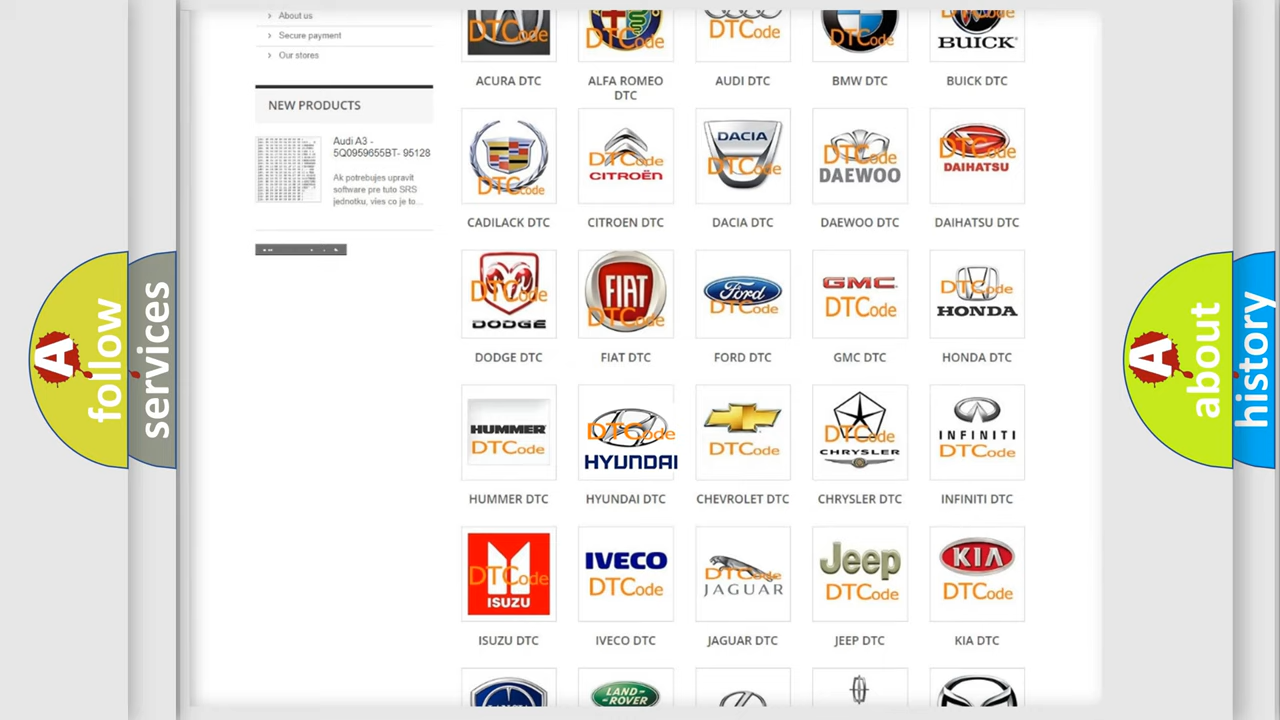 About us
Secure payment
Our stores
NEW PRODUCTS
Audi A3 -
5Q0959655BT- 95128
Ak potrebujes upravit
software pre tuto SRS
jednotku, vies co je to...
DTCode DTCode DTCode DTCode BUICK
ACURA DTC ALFA ROMEO DTC AUDI DTC BMW DTC BUICK DTC
DTCode DTCode CITROËN DACIA DTCode DTCode DAEWOO DTCode DAIHATSU
CADILACK DTC CITROEN DTC DACIA DTC DAEWOO DTC DAIHATSU DTC
DTCode DODGE FIAT DTCode Ford DTCode GMC DTCode DTCode HONDA
DODGE DTC FIAT DTC FORD DTC GMC DTC HONDA DTC
HUMMER DTCode DTCode HYUNDAI DTCode DTCode CHRYSLER INFINITI DTCode
HUMMER DTC HYUNDAI DTC CHEVROLET DTC CHRYSLER DTC INFINITI DTC
DTCode ISUZU IVECO DTCode DTCode JAGUAR Jeep DTCode KIA DTCode
ISUZU DTC IVECO DTC JAGUAR DTC JEEP DTC KIA DTC
LAND-ROVER
A follow
services
A about
history